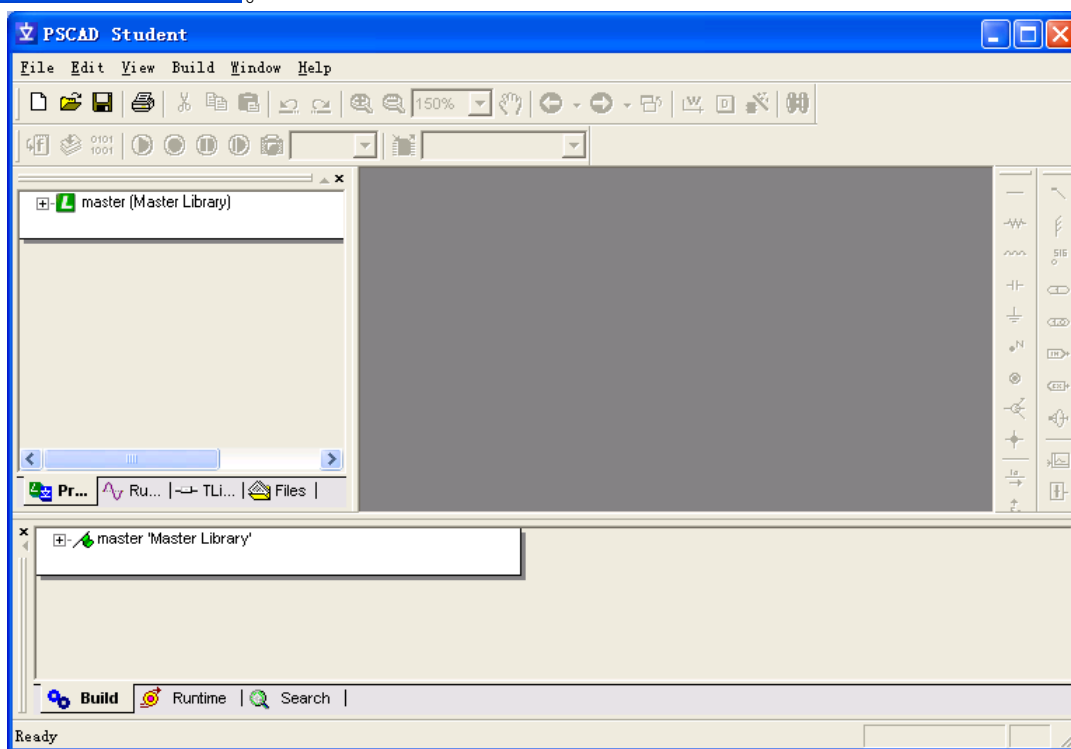 。
PSCAD Student
File Edit View Build Window Help
150%
master (Master Library)
Pr... Ru... TLi... Files
master 'Master Library'
Build Runtime Search
Ready